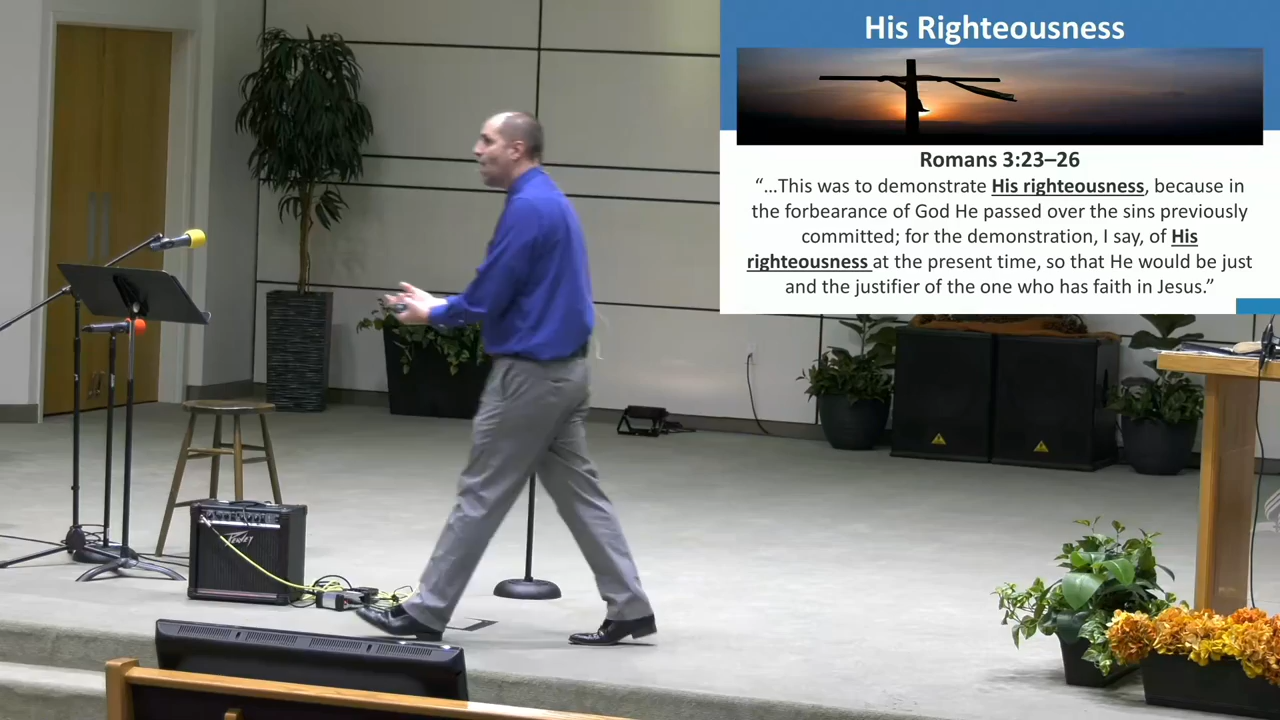 His Righteousness
Romans 3:23–26
“…This was to demonstrate His righteousness, because in
the forbearance of God He passed over the sins previously
committed; for the demonstration, I say, of His
righteousness at the present time, so that He would be just
and the justifier of the one who has faith in Jesus.”
Peavey